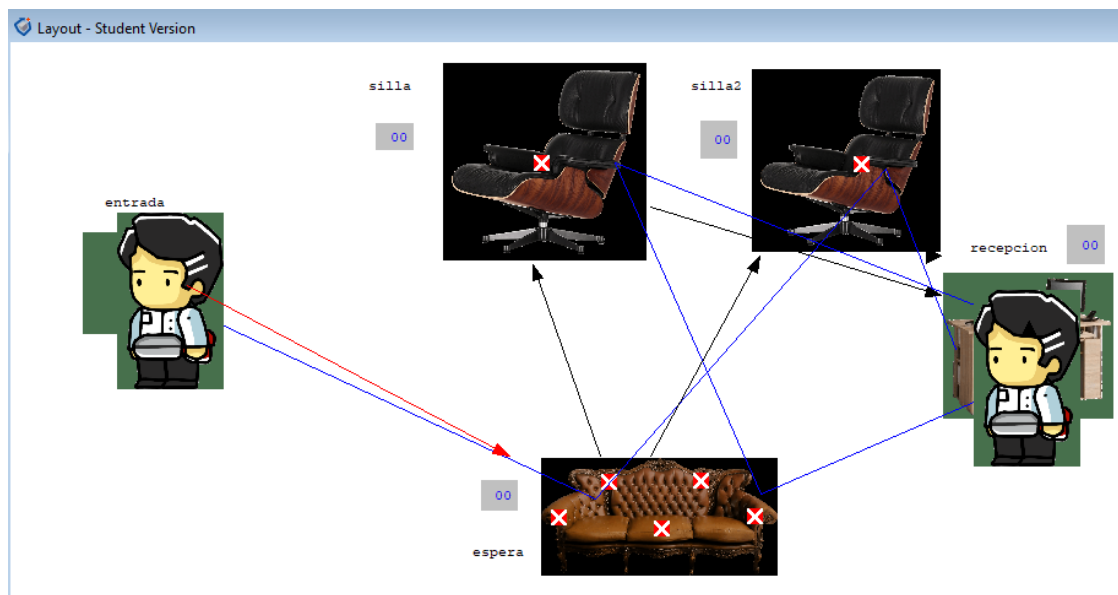 Layout - Student Version
silla
00
silla2
00
entrada
recepcion
00
00
espera